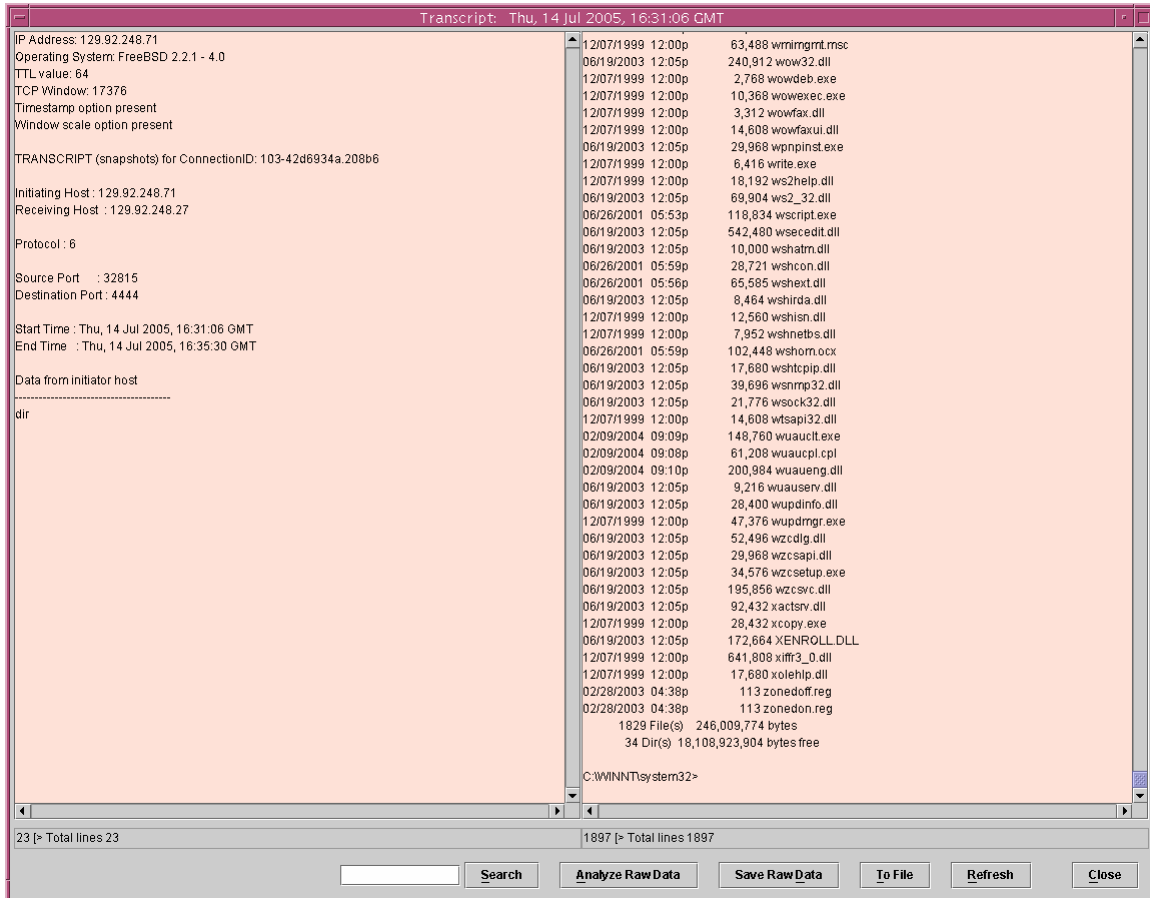 Transcript: Thu, 14 Jul 2005, 16:31:06 GMT
IP Address: 129.92.248.71
Operating System: FreeBSD 2.2.1 - 4.0
TTL value: 64
TCP Window: 17376
Timestamp option present
Window scale option present
TRANSCRIPT (snapshots) for ConnectionID: 103-42d6934a.208b6
Initiating Host : 129.92.248.71
Receiving Host : 129.92.248.27
Protocol : 6
Source Port : 32815
Destination Port : 4444
Start Time : Thu, 14 Jul 2005, 16:31:06 GMT
End Time : Thu, 14 Jul 2005, 16:35:30 GMT
Data from initiator host
--------------------------------------
dir
12/07/1999 12:00p 63,488 wmimgmt.msc
06/19/2003 12:05p 240,912 wow32.dll
12/07/1999 12:00p 2,768 wowdeb.exe
12/07/1999 12:00p 10,368 wowexec.exe
12/07/1999 12:00p 3,312 wowfax.dll
12/07/1999 12:00p 14,608 wowfaxui.dll
06/19/2003 12:05p 29,968 wpnpinst.exe
12/07/1999 12:00p 6,416 write.exe
12/07/1999 12:00p 18,192 ws2help.dll
06/19/2003 12:05p 69,904 ws2_32.dll
06/26/2001 05:53p 118,834 wscript.exe
06/19/2003 12:05p 542,480 wsecedit.dll
06/19/2003 12:05p 10,000 wshatm.dll
06/26/2001 05:59p 28,721 wshcon.dll
06/26/2001 05:56p 65,585 wshext.dll
06/19/2003 12:05p 8,464 wshirda.dll
12/07/1999 12:00p 12,560 wshisn.dll
12/07/1999 12:00p 7,952 wshnetbs.dll
06/26/2001 05:59p 102,448 wshom.ocx
06/19/2003 12:05p 17,680 wshtcpip.dll
06/19/2003 12:05p 39,696 wsnmp32.dll
06/19/2003 12:05p 21,776 wsock32.dll
12/07/1999 12:00p 14,608 wtsapi32.dll
02/09/2004 09:09p 148,760 wuauclt.exe
02/09/2004 09:08p 61,208 wuaucpl.cpl
02/09/2004 09:10p 200,984 wuaueng.dll
06/19/2003 12:05p 9,216 wuauserv.dll
06/19/2003 12:05p 28,400 wupdinfo.dll
12/07/1999 12:00p 47,376 wupdmgr.exe
06/19/2003 12:05p 52,496 wzcdlg.dll
06/19/2003 12:05p 29,968 wzcsapi.dll
06/19/2003 12:05p 34,576 wzcsetup.exe
06/19/2003 12:05p 195,856 wzcsvc.dll
06/19/2003 12:05p 92,432 xactsrv.dll
12/07/1999 12:00p 28,432 xcopy.exe
06/19/2003 12:05p 172,664 XENROLL.DLL
12/07/1999 12:00p 641,808 xiffr3_0.dll
12/07/1999 12:00p 17,680 xolehlp.dll
02/28/2003 04:38p 113 zonedoff.reg
02/28/2003 04:38p 113 zonedon.reg
1829 File(s) 246,009,774 bytes
34 Dir(s) 18,108,923,904 bytes free
C:\WINNT\system32>
23 [> Total lines 23
1897 [> Total lines 1897
Search Analyze Raw Data Save Raw Data To File Refresh Close